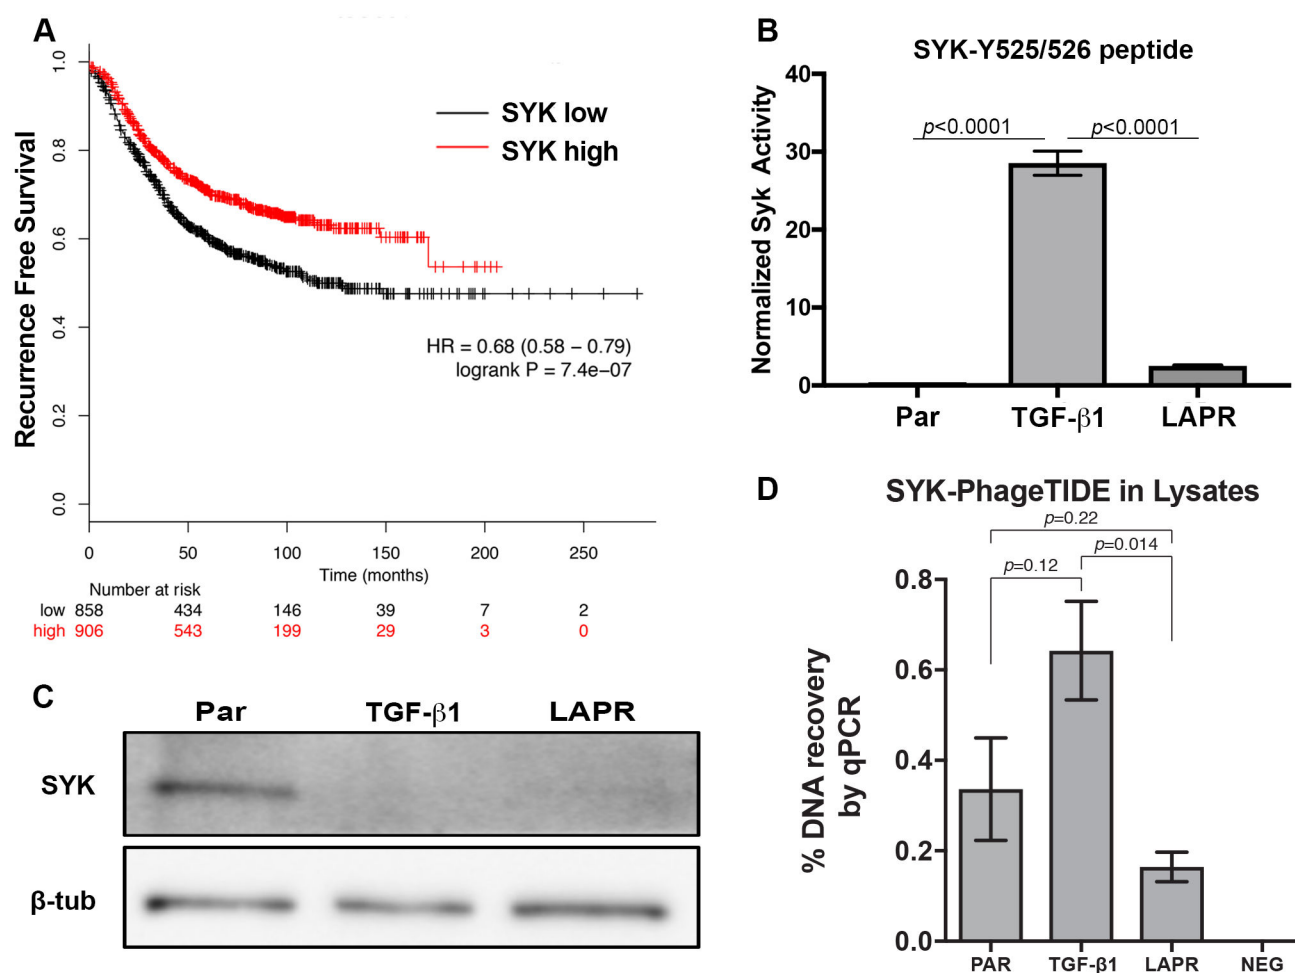 A
Recurrence Free Survival
1.0
0.8
0.6
0.4
0.2
0.0
SYK low
SYK high
HR = 0.68 (0.58 – 0.79)
logrank P = 7.4e−07
0 50 100 150 200 250
Time (months)
Number at risk
low 858 434 146 39 7 2
high 906 543 199 29 3 0
B
SYK-Y525/526 peptide
Normalized Syk Activity
40
30
20
10
0
p<0.0001 p<0.0001
Par TGF-β1 LAPR
C
Par TGF-β1 LAPR
SYK
β-tub
D
SYK-PhageTIDE in Lysates
% DNA recovery
by qPCR
0.8
0.6
0.4
0.2
0.0
p=0.22
p=0.014
p=0.12
PAR TGF-β1 LAPR NEG